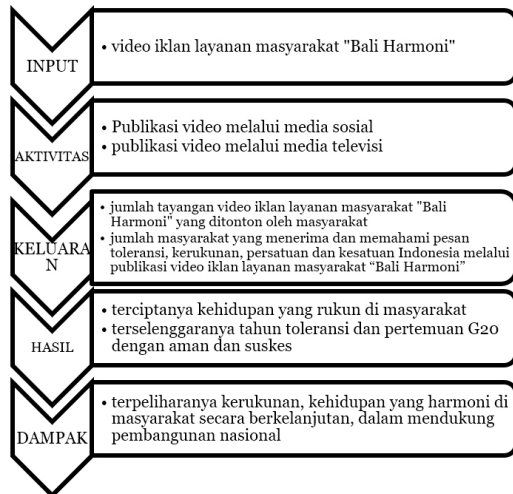 INPUT
• video iklan layanan masyarakat "Bali Harmoni"
AKTIVITAS
• Publikasi video melalui media sosial
• publikasi video melalui media televisi
KELUARA
N
• jumlah tayangan video iklan layanan masyarakat "Bali
Harmoni" yang ditonton oleh masyarakat
• jumlah masyarakat yang menerima dan memahami pesan
toleransi, kerukunan, persatuan dan kesatuan Indonesia melalui
publikasi video iklan layanan masyarakat “Bali Harmoni”
HASIL
• terciptanya kehidupan yang rukun di masyarakat
• terselenggaranya tahun toleransi dan pertemuan G20
dengan aman dan suskes
DAMPAK
• terpeliharanya kerukunan, kehidupan yang harmoni di
masyarakat secara berkelanjutan, dalam mendukung
pembangunan nasional